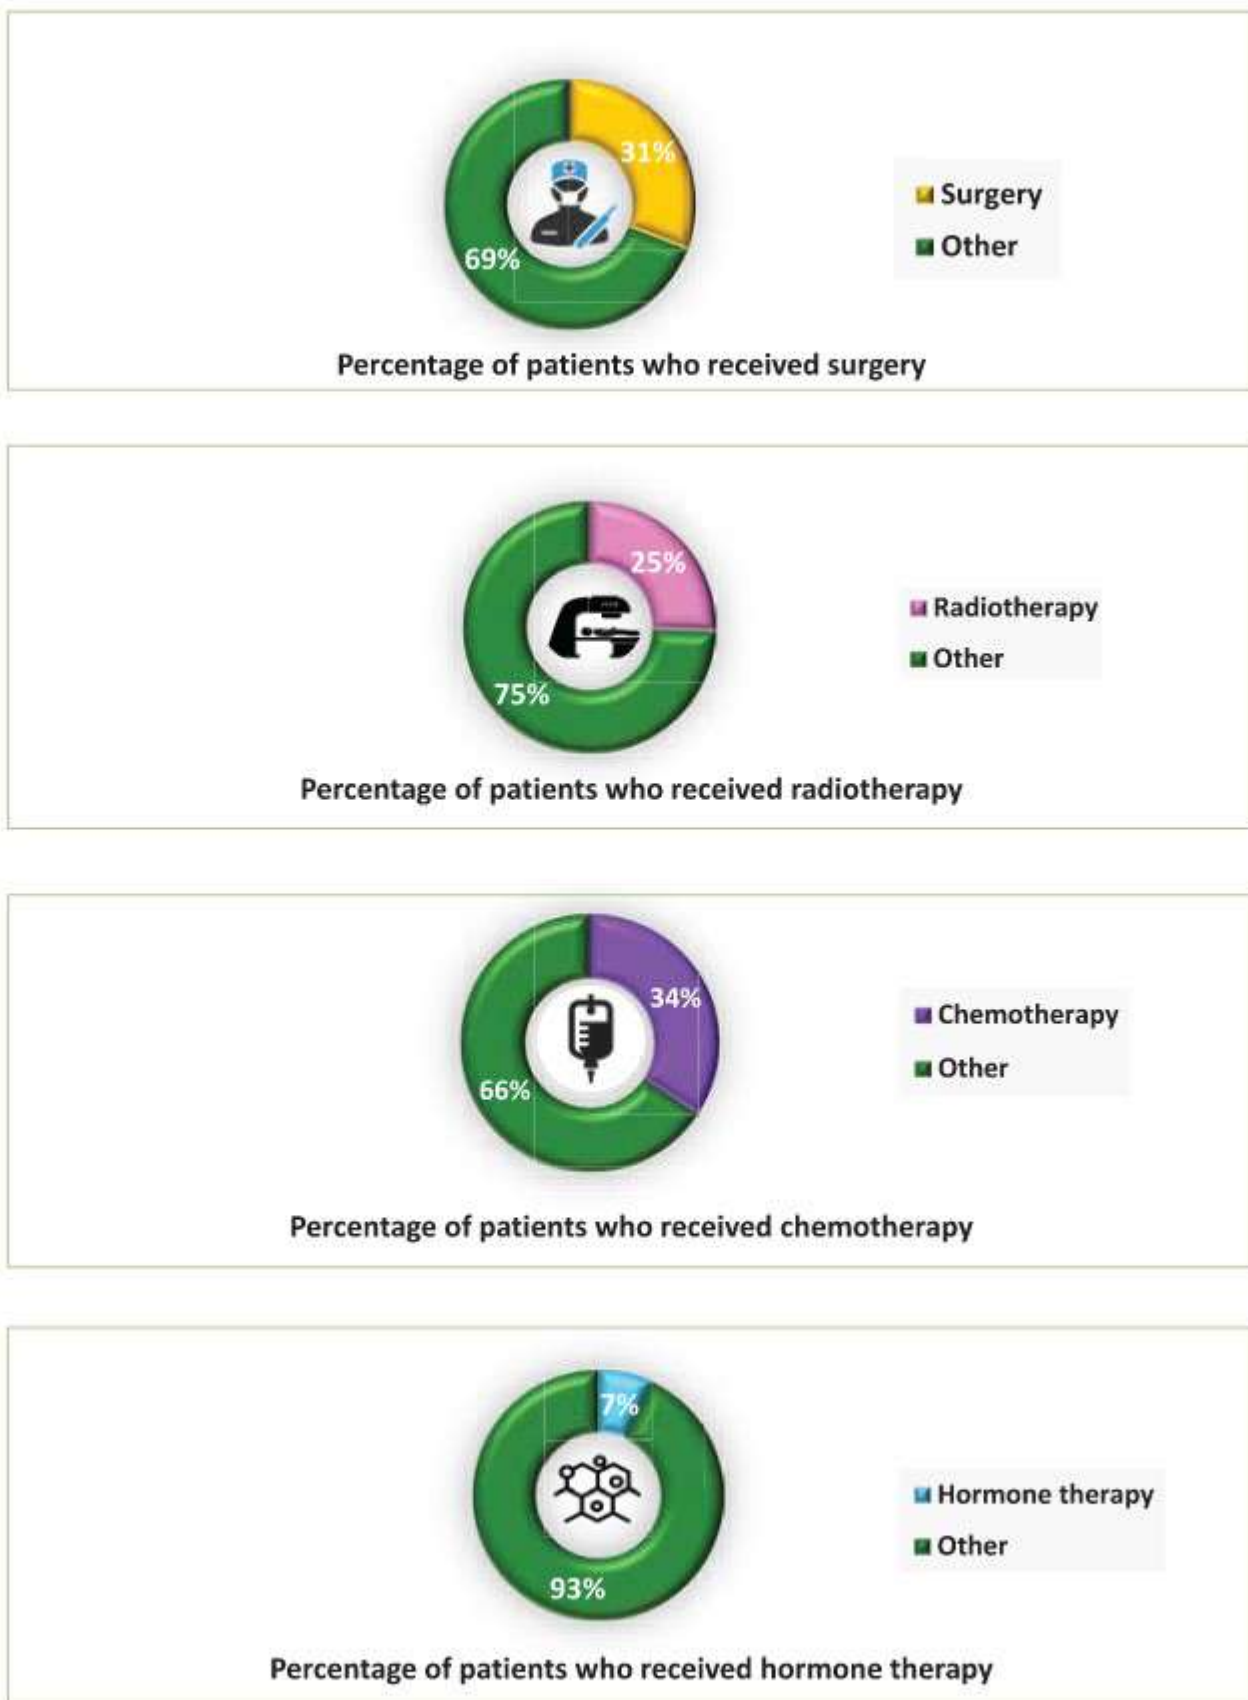 31%
69%
Surgery
Other
Percentage of patients who received surgery
25%
75%
Radiotherapy
Other
Percentage of patients who received radiotherapy
34%
66%
Chemotherapy
Other
Percentage of patients who received chemotherapy
7%
93%
Hormone therapy
Other
Percentage of patients who received hormone therapy